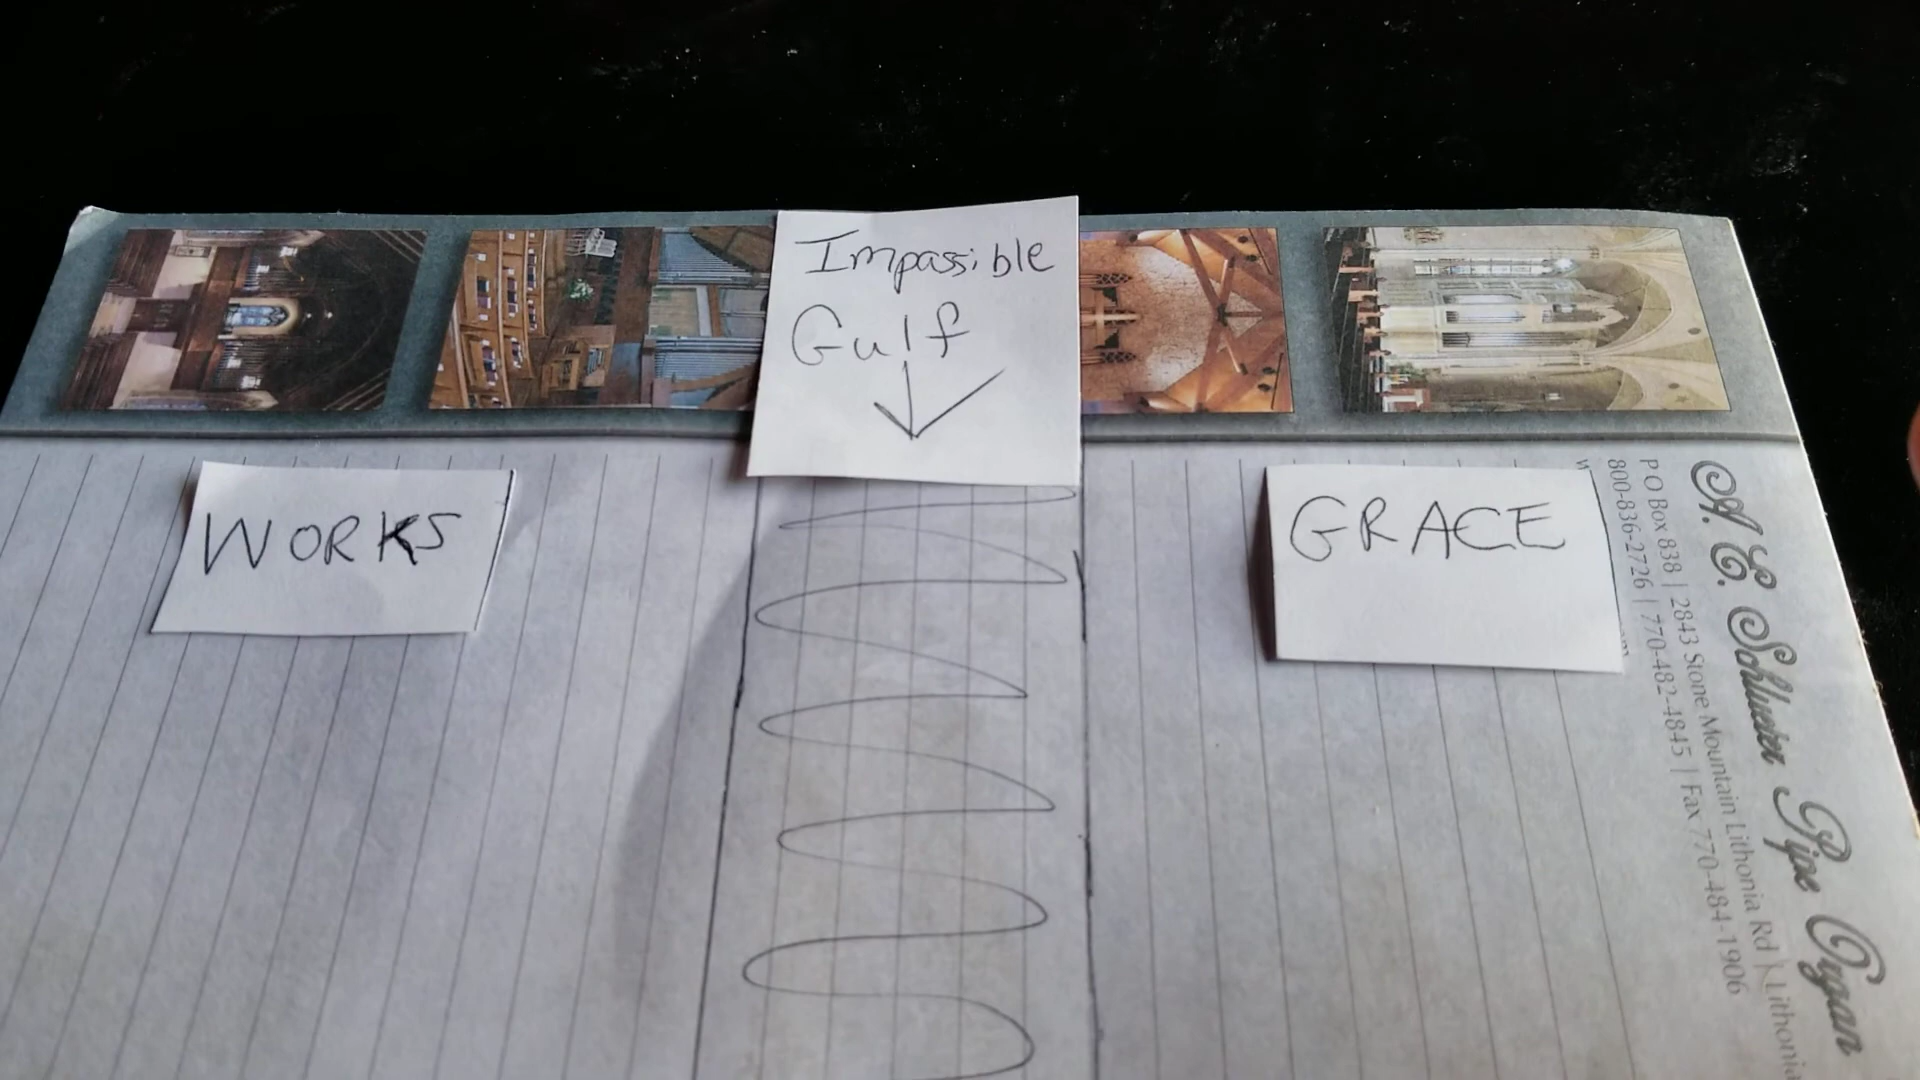 Impassible
Gulf
WORKS
GRACE
A. E. Schlueter Pipe Organ
P O Box 838 | 2843 Stone Mountain Lithonia Rd | Lithonia
800-836-2726 | 770-482-4845 | Fax 770-484-1906
w